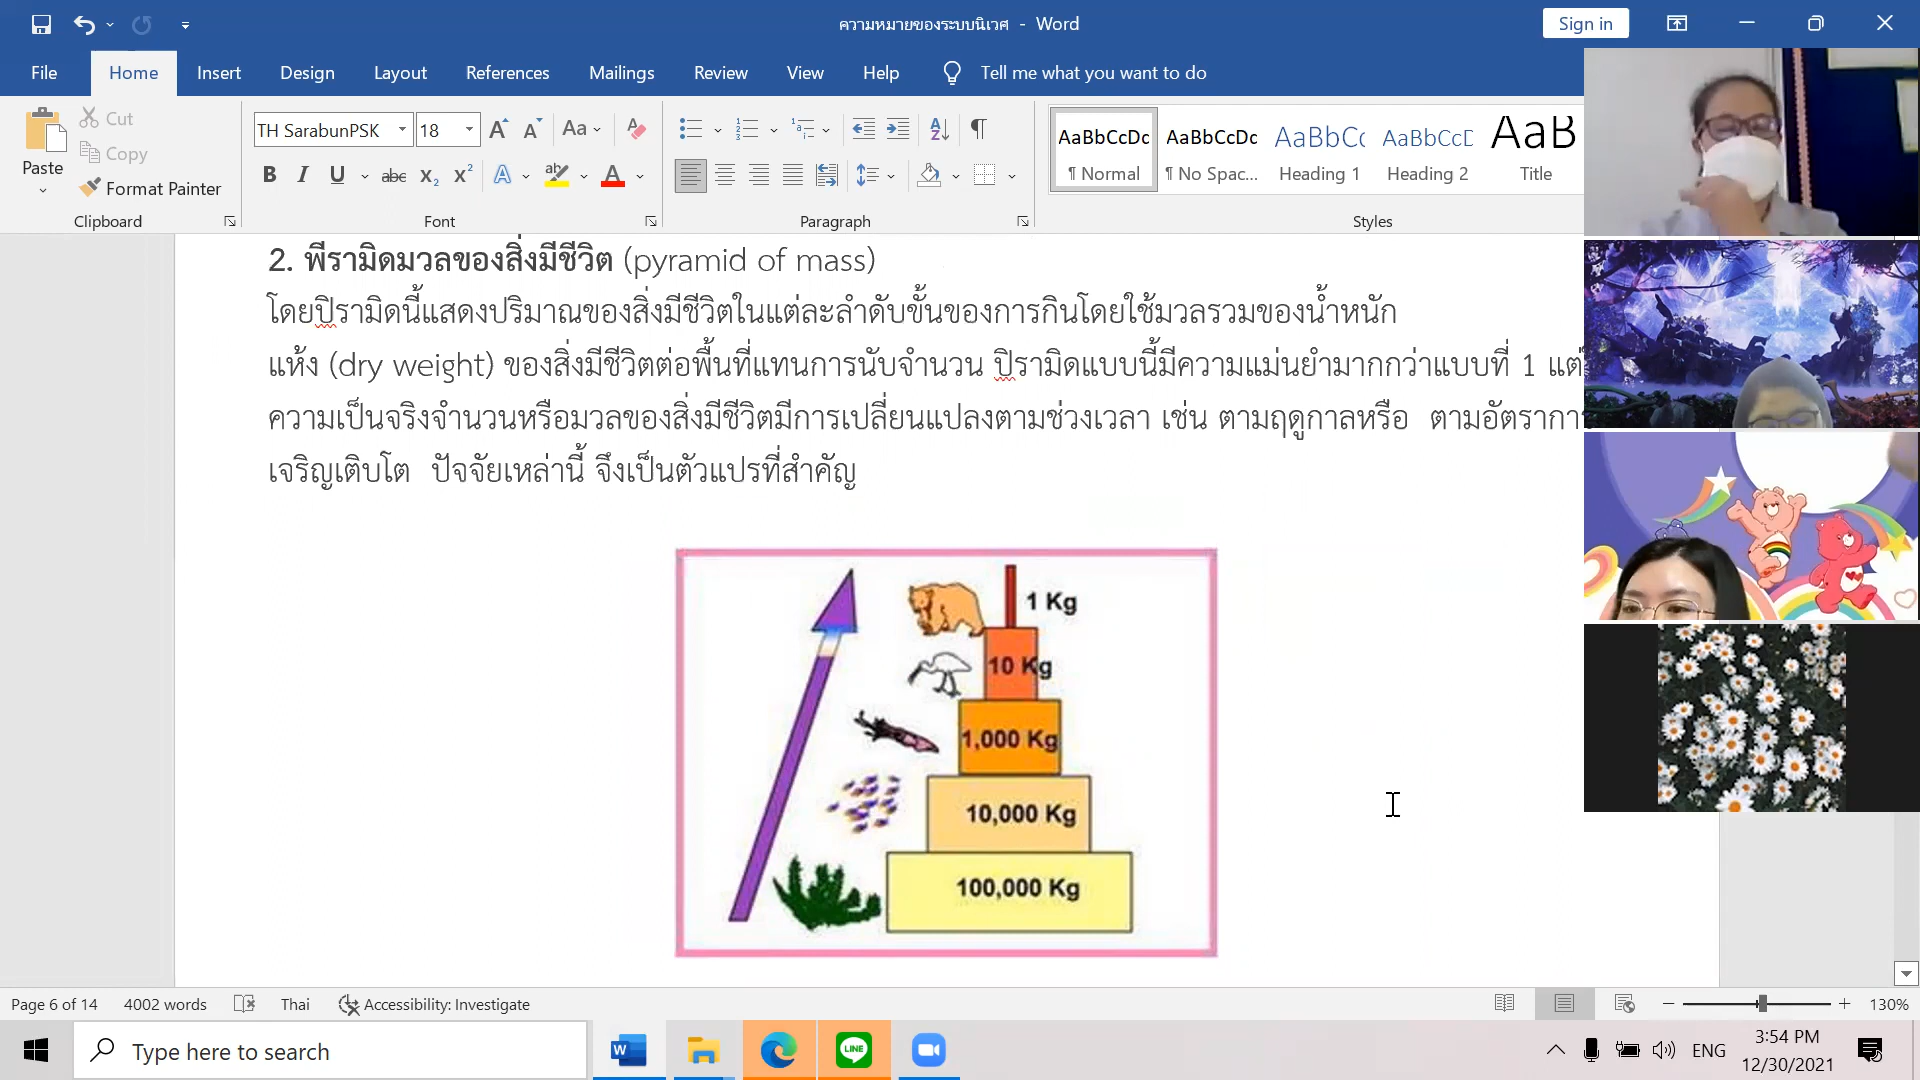 ความหมายของระบบนิเวศ - Word
Sign in
File Home Insert Design Layout References Mailings Review View Help Tell me what you want to do
Paste
Cut
Copy
Format Painter
Clipboard
TH SarabunPSK 18
Font
Paragraph
AaBbCcDc AaBbCcDc AaBbCc AaBbCcD AaB
¶ Normal ¶ No Spac... Heading 1 Heading 2 Title
Styles
2. พีรามิดมวลของสิ่งมีชีวิต (pyramid of mass)
โดยปิรามิดนี้แสดงปริมาณของสิ่งมีชีวิตในแต่ละลำดับขั้นของการกินโดยใช้มวลรวมของน้ำหนัก
แห้ง (dry weight) ของสิ่งมีชีวิตต่อพื้นที่แทนการนับจำนวน ปิรามิดแบบนี้มีความแม่นยำมากกว่าแบบที่ 1 แต่
ความเป็นจริงจำนวนหรือมวลของสิ่งมีชีวิตมีการเปลี่ยนแปลงตามช่วงเวลา เช่น ตามฤดูกาลหรือ ตามอัตราการ
เจริญเติบโต ปัจจัยเหล่านี้ จึงเป็นตัวแปรที่สำคัญ
1 Kg
10 Kg
1,000 Kg
10,000 Kg
100,000 Kg
Page 6 of 14 4002 words Thai Accessibility: Investigate 130%
Type here to search
LINE
ENG
3:54 PM
12/30/2021